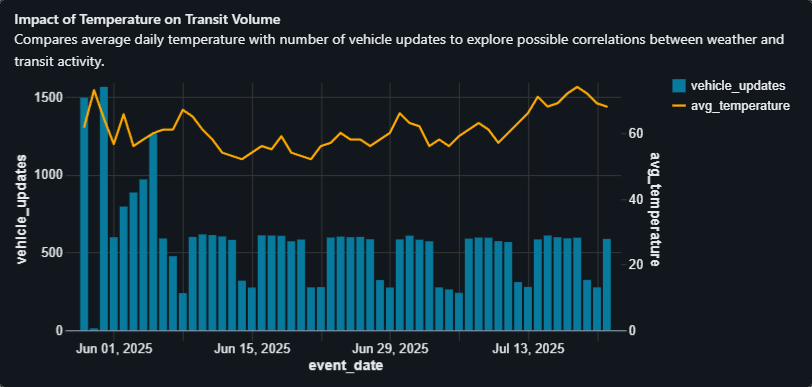 Impact of Temperature on Transit Volume
Compares average daily temperature with number of vehicle updates to explore possible correlations between weather and
transit activity.
1500
1000
500
0
vehicle_updates
60
40
20
0
avg_temperature
vehicle_updates
avg_temperature
Jun 01, 2025
Jun 15, 2025
Jun 29, 2025
Jul 13, 2025
event_date